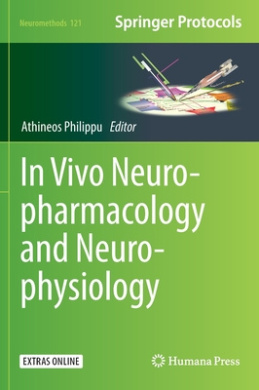 Neuromethods 121
Springer Protocols
Athineos Philippu Editor
In Vivo Neuro-
pharmacology
and Neuro-
physiology
EXTRAS ONLINE
Humana Press